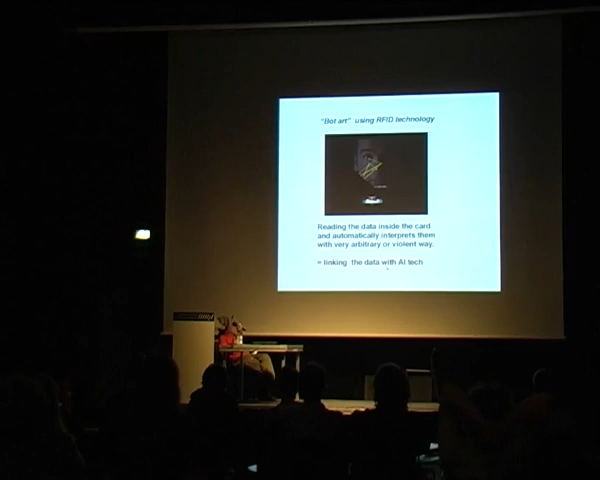 "Bot art" using RFID technology
Reading the data inside the card
and automatically interprets them
with very arbitrary or violent way.
= linking the data with AI tech